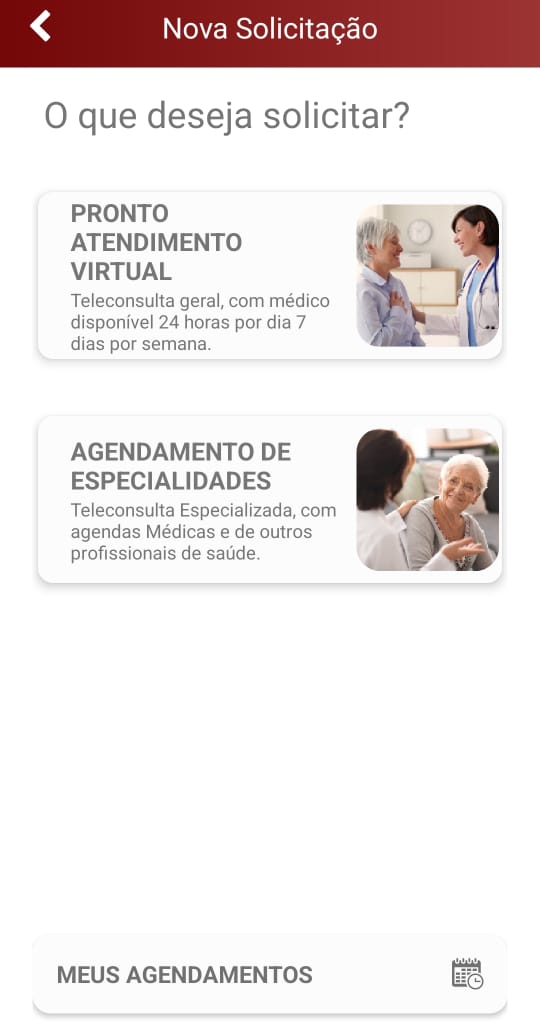 Nova Solicitação
O que deseja solicitar?
PRONTO
ATENDIMENTO
VIRTUAL
Teleconsulta geral, com médico
disponível 24 horas por dia 7
dias por semana.
AGENDAMENTO DE
ESPECIALIDADES
Teleconsulta Especializada, com
agendas Médicas e de outros
profissionais de saúde.
MEUS AGENDAMENTOS